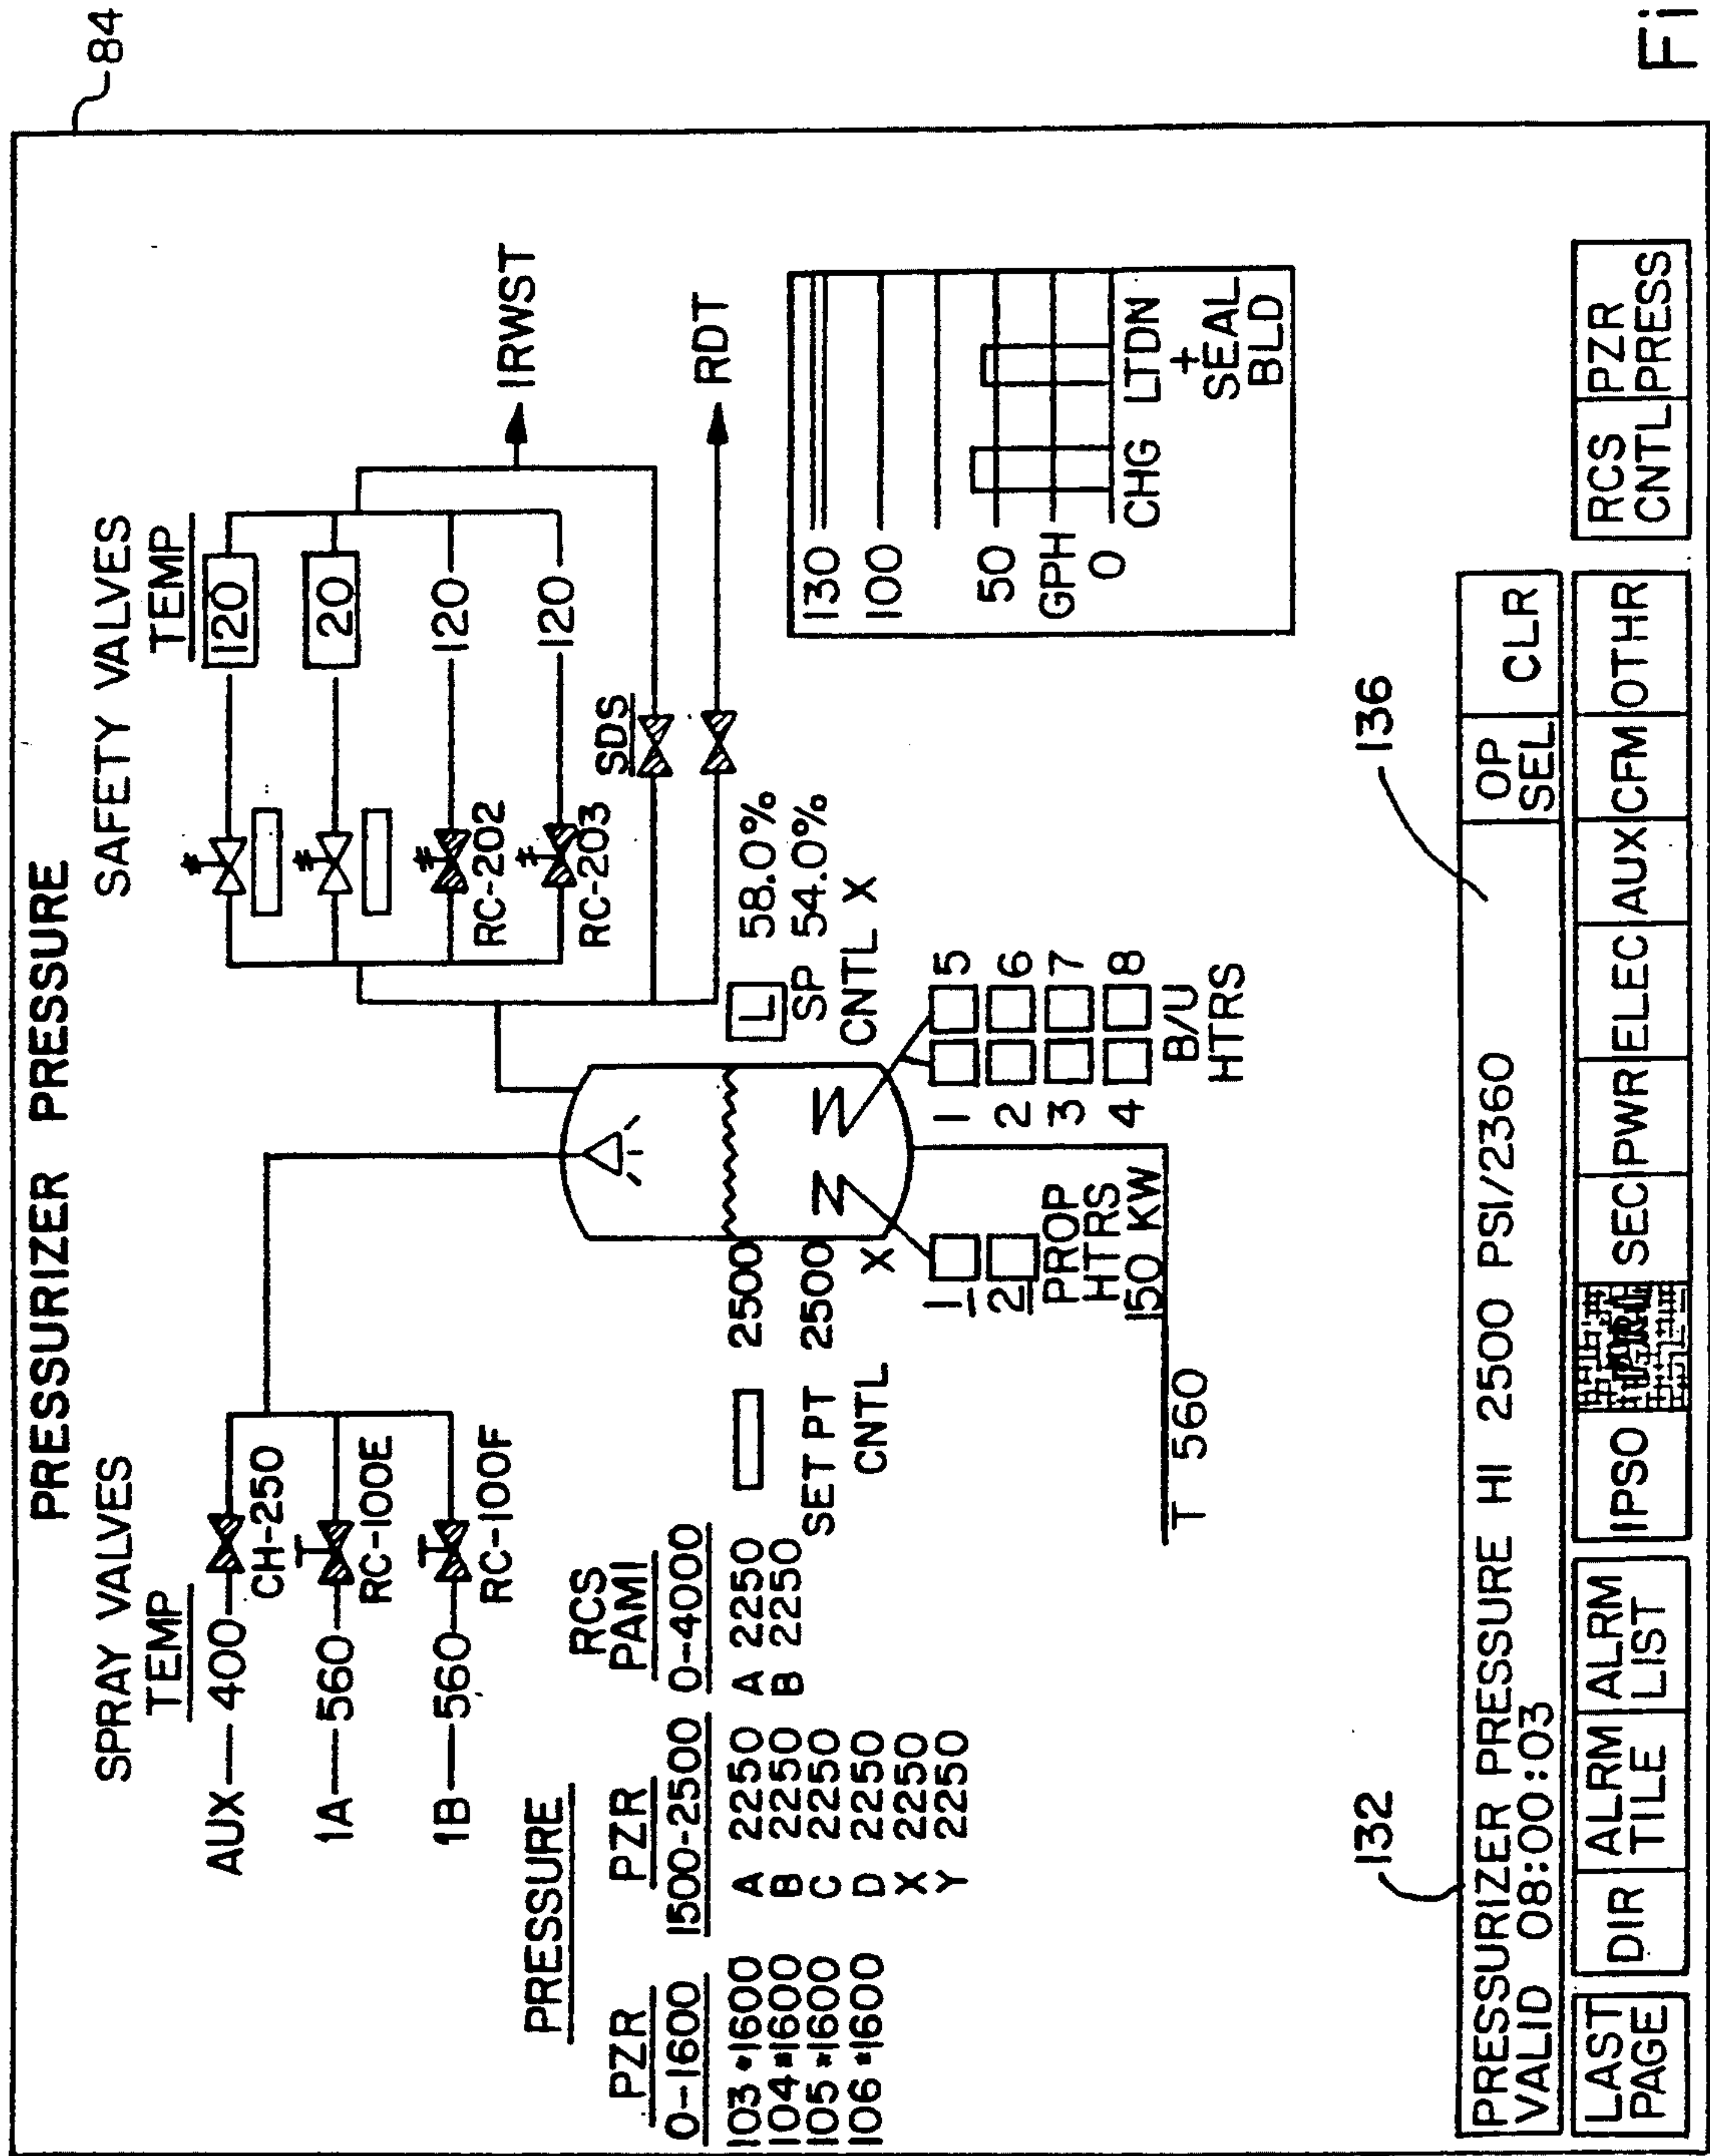 84
PRESSURIZER PRESSURE
SPRAY VALVES
TEMP
AUX 400
CH-250
1A 560
RC-100E
1B 560
RC-100F
SAFETY VALVES
TEMP
120
20
120
RC-202
120
RC-203
SDS
IRWST
RDT
PRESSURE
PZR
0-1600
103 *1600
104 *1600
105 *1600
106 *1600
PZR
1500-2500
A 2250
B 2250
C 2250
D 2250
X 2250
Y 2250
RCS
PAMI
0-4000
A 2250
B 2250
2500
SET PT 2500
CNTL X
L 58.0%
SP 54.0%
CNTL X
1
2
PROP
HTRS
150 KW
1 5
2 6
3 7
4 8
B/U
HTRS
T 560
130
100
50
GPH
0
CHG LTDN
+
SEAL
BLD
132
136
PRESSURIZER PRESSURE HI 2500 PSI/2360
VALID 08:00:03
OP
SEL
CLR
LAST
PAGE
DIR
ALRM
TILE
ALRM
LIST
IPSO
SEC
PWR
ELEC
AUX
CFM
OTHR
RCS
CNTL
PZR
PRESS
Fi